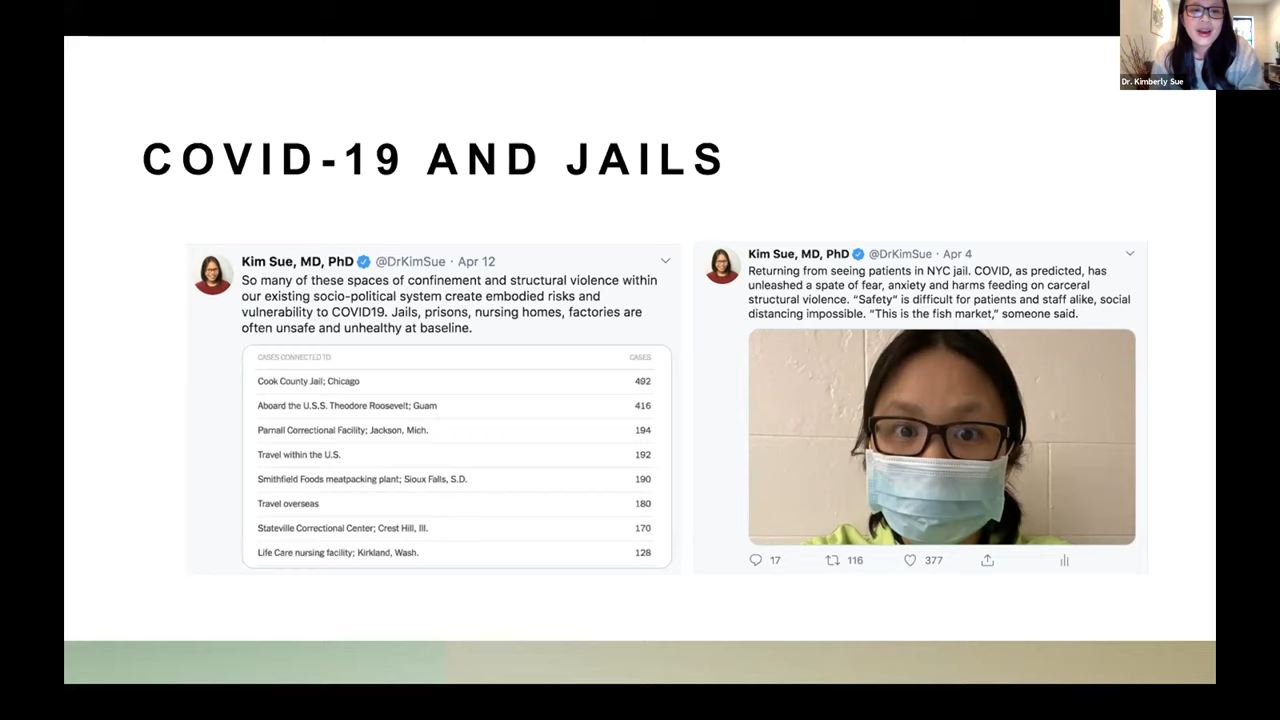 Dr. Kimberly Sue
COVID-19 AND JAILS
Kim Sue, MD, PhD @DrKimSue · Apr 12
So many of these spaces of confinement and structural violence within
our existing socio-political system create embodied risks and
vulnerability to COVID19. Jails, prisons, nursing homes, factories are
often unsafe and unhealthy at baseline.
CASES CONNECTED TO CASES
Cook County Jail; Chicago 492
Aboard the U.S.S. Theodore Roosevelt; Guam 416
Parnall Correctional Facility; Jackson, Mich. 194
Travel within the U.S. 192
Smithfield Foods meatpacking plant; Sioux Falls, S.D. 190
Travel overseas 180
Stateville Correctional Center; Crest Hill, Ill. 170
Life Care nursing facility; Kirkland, Wash. 128
Kim Sue, MD, PhD @DrKimSue · Apr 4
Returning from seeing patients in NYC jail. COVID, as predicted, has
unleashed a spate of fear, anxiety and harms feeding on carceral
structural violence. “Safety” is difficult for patients and staff alike, social
distancing impossible. “This is the fish market,” someone said.
17 116 377